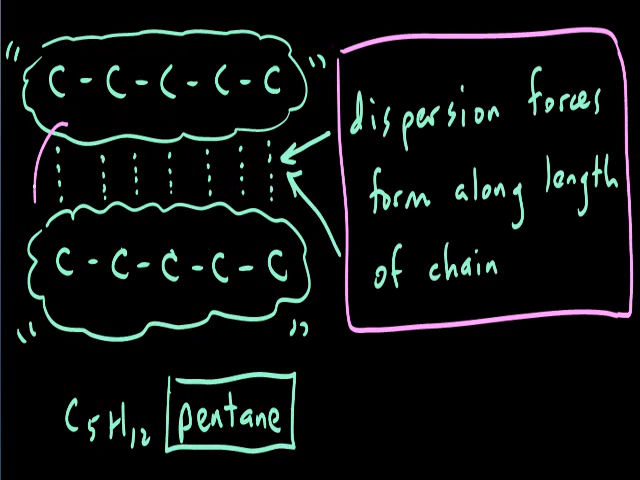 C - C - C - C - C
dispersion forces
form along length
of chain
C - C - C - C - C
C5H12 pentane